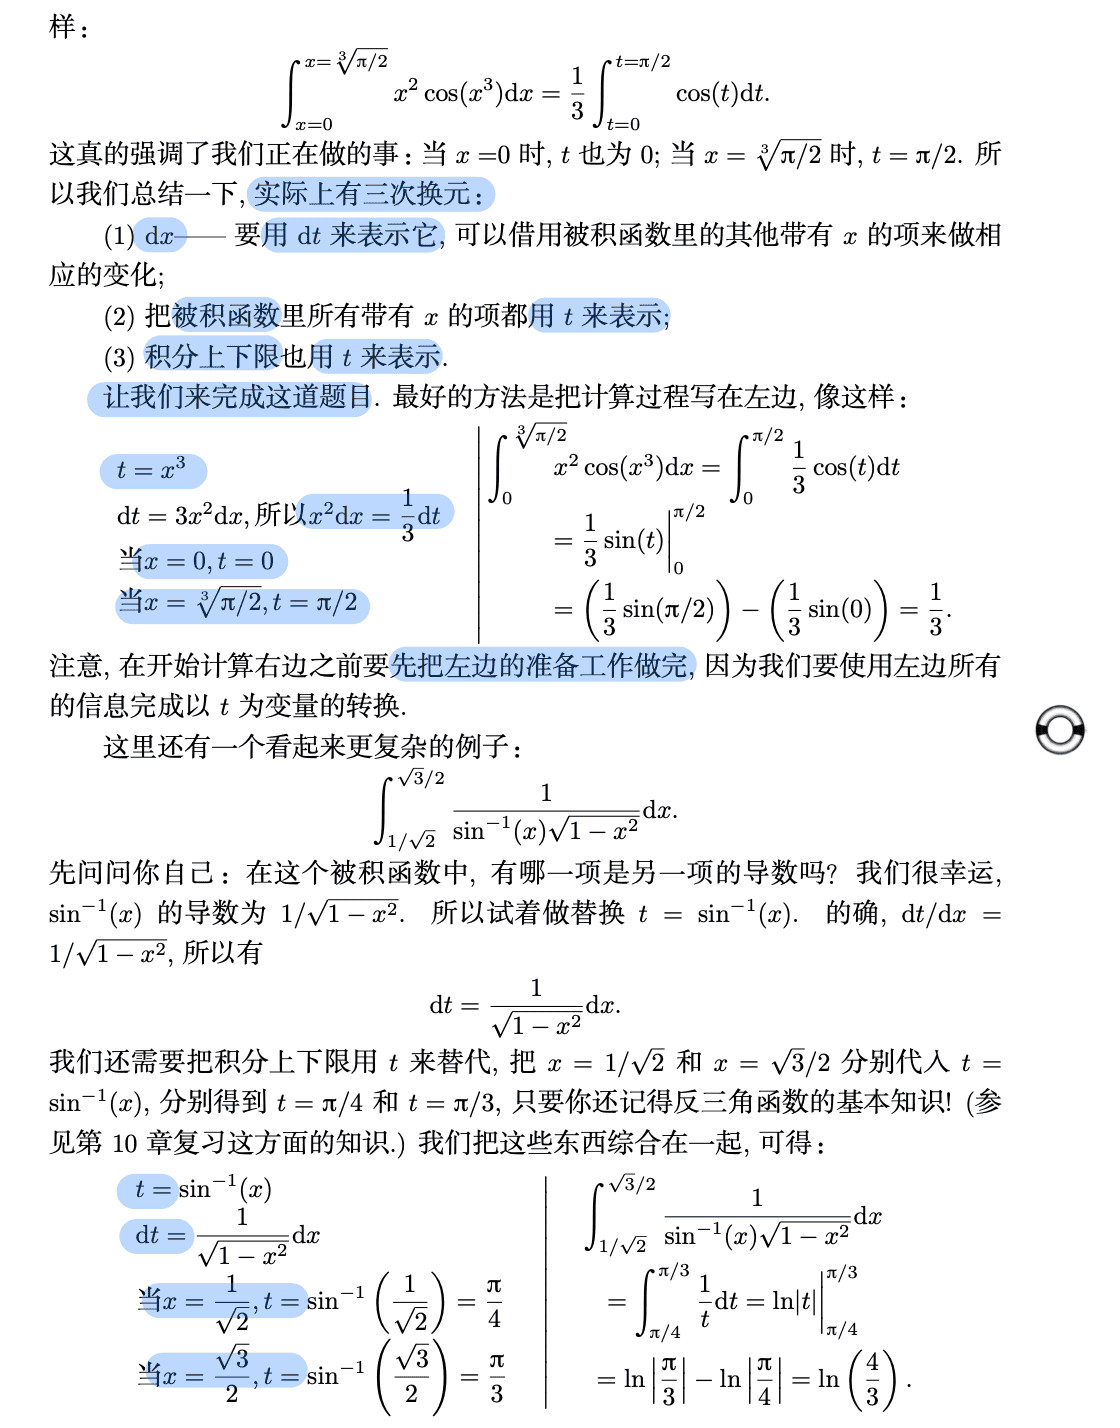 样：
$$\int_{x=0}^{x=\sqrt[3]{\pi/2}} x^2\cos(x^3)\mathrm{d}x = \frac{1}{3}\int_{t=0}^{t=\pi/2}\cos(t)\mathrm{d}t.$$
这真的强调了我们正在做的事：当 $x=0$ 时, $t$ 也为 0; 当 $x=\sqrt[3]{\pi/2}$ 时, $t=\pi/2$. 所
以我们总结一下, 实际上有三次换元：
(1) $\mathrm{d}x$—— 要用 $\mathrm{d}t$ 来表示它, 可以借用被积函数里的其他带有 $x$ 的项来做相
应的变化;
(2) 把被积函数里所有带有 $x$ 的项都用 $t$ 来表示;
(3) 积分上下限也用 $t$ 来表示.
让我们来完成这道题目. 最好的方法是把计算过程写在左边, 像这样：
$t=x^3$
$\mathrm{d}t=3x^2\mathrm{d}x$, 所以$x^2\mathrm{d}x=\frac{1}{3}\mathrm{d}t$
当$x=0, t=0$
当$x=\sqrt[3]{\pi/2}, t=\pi/2$
$$\int_0^{\sqrt[3]{\pi/2}} x^2\cos(x^3)\mathrm{d}x = \int_0^{\pi/2}\frac{1}{3}\cos(t)\mathrm{d}t$$
$$=\frac{1}{3}\sin(t)\Big|_0^{\pi/2}$$
$$=\left(\frac{1}{3}\sin(\pi/2)\right)-\left(\frac{1}{3}\sin(0)\right)=\frac{1}{3}.$$
注意, 在开始计算右边之前要先把左边的准备工作做完, 因为我们要使用左边所有
的信息完成以 $t$ 为变量的转换.
这里还有一个看起来更复杂的例子：
$$\int_{1/\sqrt{2}}^{\sqrt{3}/2}\frac{1}{\sin^{-1}(x)\sqrt{1-x^2}}\mathrm{d}x.$$
先问问你自己：在这个被积函数中, 有哪一项是另一项的导数吗？我们很幸运,
$\sin^{-1}(x)$ 的导数为 $1/\sqrt{1-x^2}$. 所以试着做替换 $t=\sin^{-1}(x)$. 的确, $\mathrm{d}t/\mathrm{d}x=$
$1/\sqrt{1-x^2}$, 所以有
$$\mathrm{d}t=\frac{1}{\sqrt{1-x^2}}\mathrm{d}x.$$
我们还需要把积分上下限用 $t$ 来替代, 把 $x=1/\sqrt{2}$ 和 $x=\sqrt{3}/2$ 分别代入 $t=$
$\sin^{-1}(x)$, 分别得到 $t=\pi/4$ 和 $t=\pi/3$, 只要你还记得反三角函数的基本知识! (参
见第 10 章复习这方面的知识.) 我们把这些东西综合在一起, 可得：
$t=\sin^{-1}(x)$
$\mathrm{d}t=\frac{1}{\sqrt{1-x^2}}\mathrm{d}x$
当$x=\frac{1}{\sqrt{2}}, t=\sin^{-1}\left(\frac{1}{\sqrt{2}}\right)=\frac{\pi}{4}$
当$x=\frac{\sqrt{3}}{2}, t=\sin^{-1}\left(\frac{\sqrt{3}}{2}\right)=\frac{\pi}{3}$
$$\int_{1/\sqrt{2}}^{\sqrt{3}/2}\frac{1}{\sin^{-1}(x)\sqrt{1-x^2}}\mathrm{d}x$$
$$=\int_{\pi/4}^{\pi/3}\frac{1}{t}\mathrm{d}t=\ln|t|\Big|_{\pi/4}^{\pi/3}$$
$$=\ln\left|\frac{\pi}{3}\right|-\ln\left|\frac{\pi}{4}\right|=\ln\left(\frac{4}{3}\right).$$